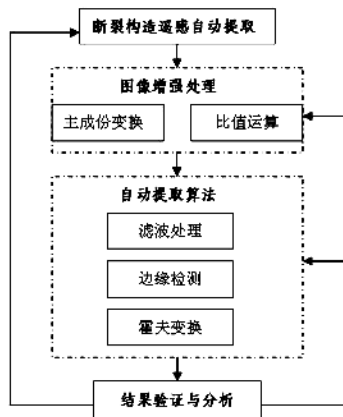 断裂构造遥感自动提取
图像增强处理
主成份变换 比值运算
自动提取算法
滤波处理
边缘检测
霍夫变换
结果验证与分析